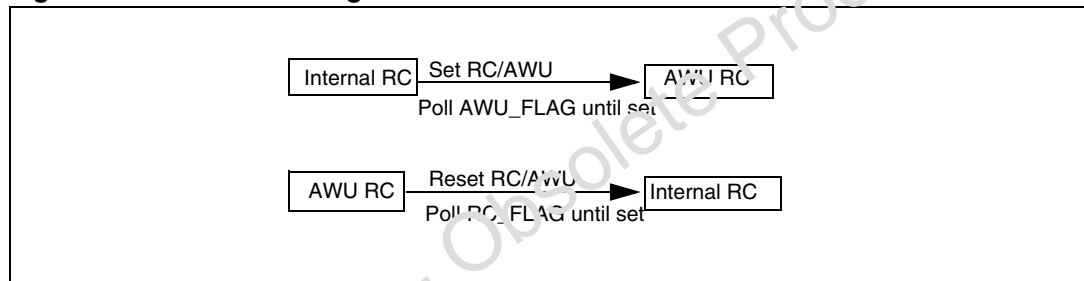 Internal RC Set RC/AWU AWU RC
Poll AWU_FLAG until set
AWU RC Reset RC/AWU Internal RC
Poll RC_FLAG until set
Obsolete